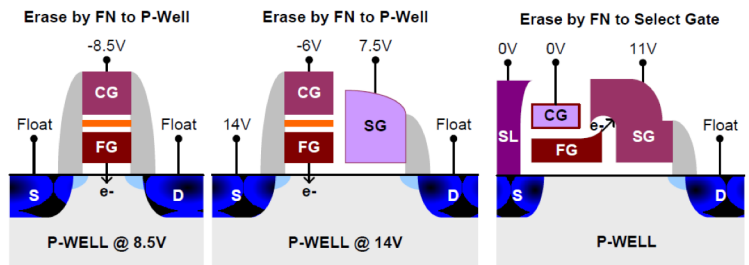 Erase by FN to P-Well
-8.5V
CG
Float
Float
FG
S
e-
D
P-WELL @ 8.5V
Erase by FN to P-Well
-6V
7.5V
CG
14V
SG
Float
FG
S
e-
D
P-WELL @ 14V
Erase by FN to Select Gate
0V
0V
11V
CG
e-
Float
SL
FG
SG
S
D
P-WELL